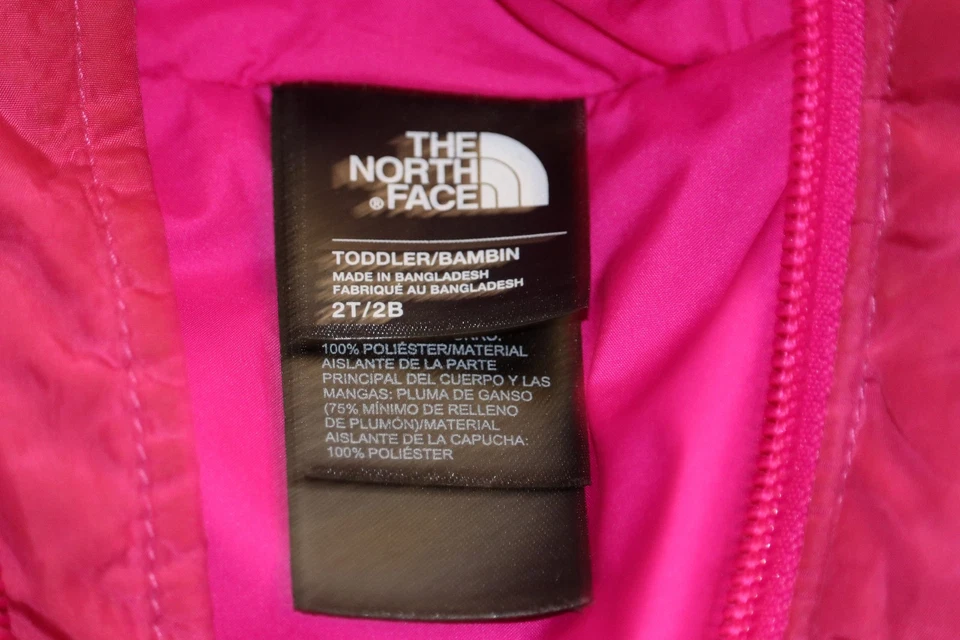 THE
NORTH
®FACE
TODDLER/BAMBIN
MADE IN BANGLADESH
FABRIQUÉ AU BANGLADESH
2T/2B
100% POLIÉSTER/MATERIAL
AISLANTE DE LA PARTE
PRINCIPAL DEL CUERPO Y LAS
MANGAS: PLUMA DE GANSO
(75% MÍNIMO DE RELLENO
DE PLUMÓN)/MATERIAL
AISLANTE DE LA CAPUCHA:
100% POLIÉSTER